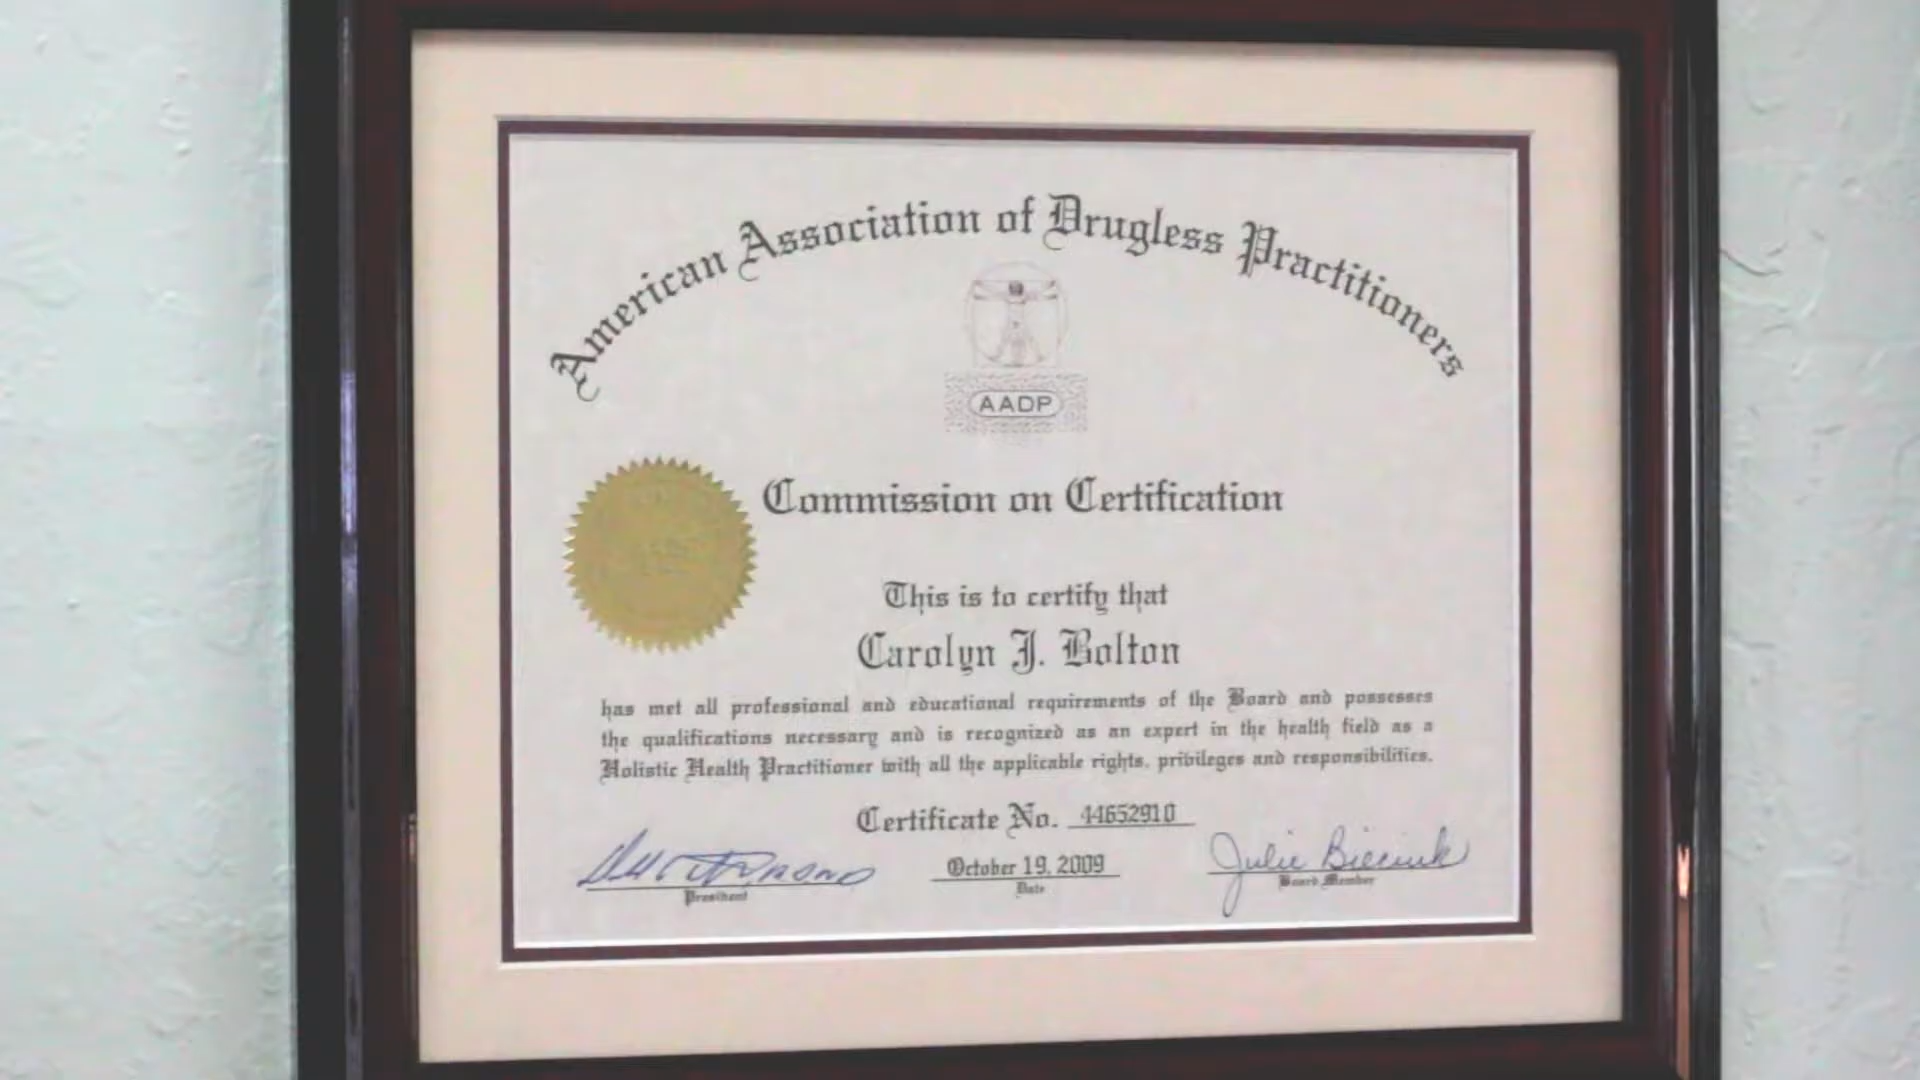 American Association of Drugless Practitioners
AADP
Commission on Certification
This is to certify that
Carolyn J. Bolton
has met all professional and educational requirements of the Board and possesses
the qualifications necessary and is recognized as an expert in the health field as a
Holistic Health Practitioner with all the applicable rights, privileges and responsibilities.
Certificate No. 44652910
October 19, 2009
Julie
President
Date
Board Member